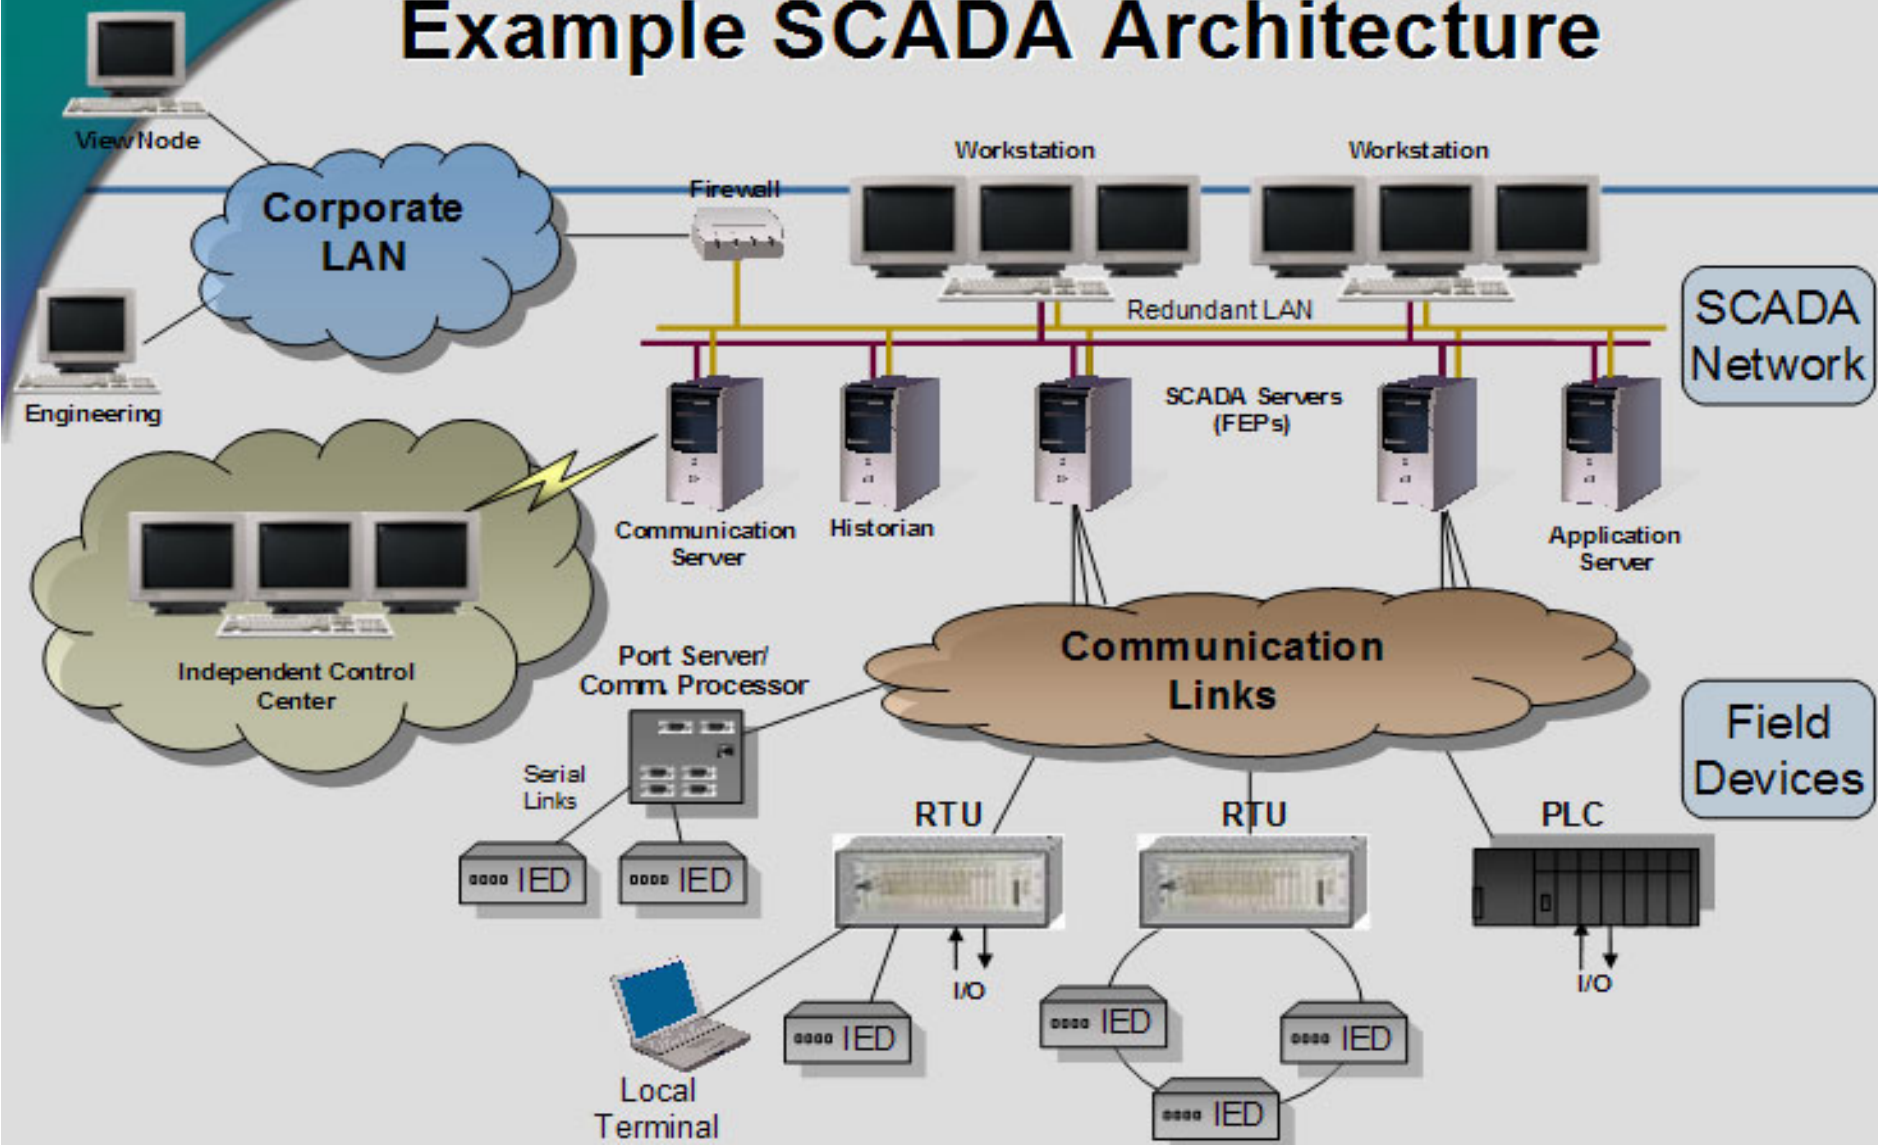 Example SCADA Architecture
View Node
Workstation
Workstation
Firewall
Corporate
LAN
Redundant LAN
SCADA
Network
Engineering
SCADA Servers
(FEPs)
Communication
Server
Historian
Application
Server
Independent Control
Center
Port Server/
Comm. Processor
Communication
Links
Field
Devices
Serial
Links
RTU
RTU
PLC
IED
IED
I/O
I/O
IED
IED
IED
IED
Local
Terminal